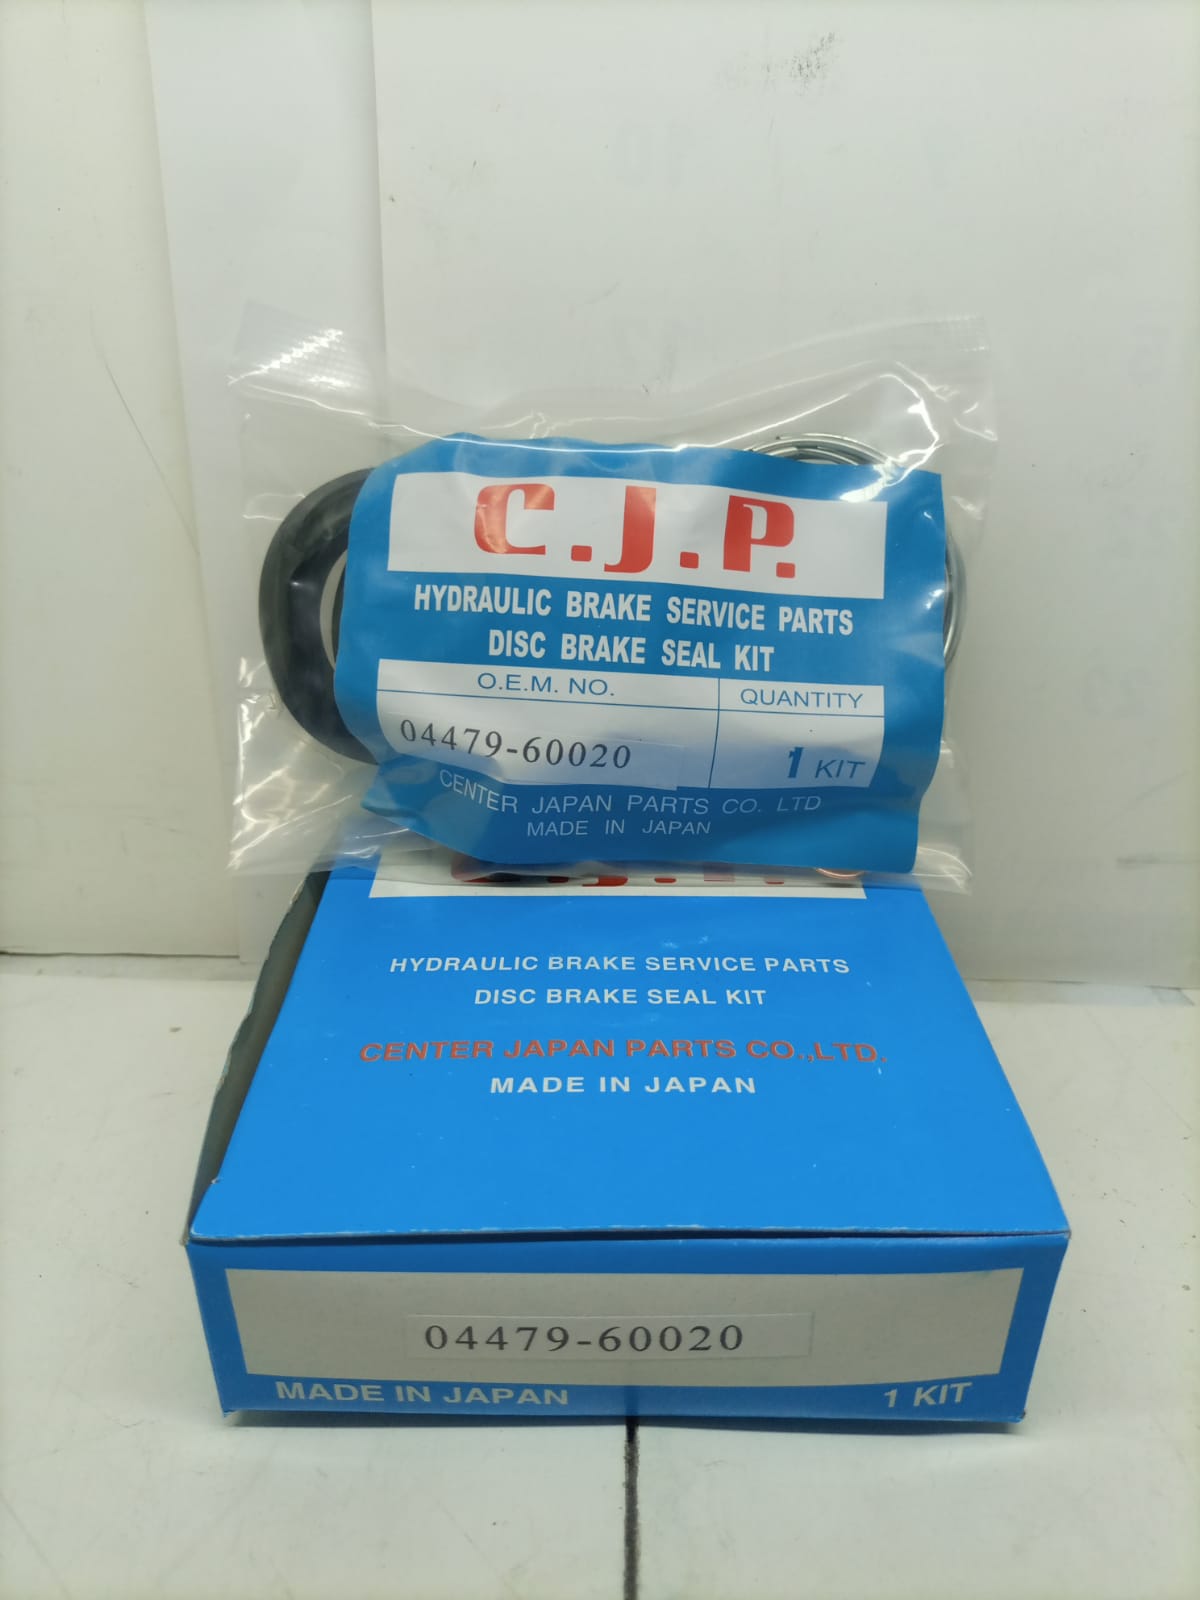 C.J.P.
HYDRAULIC BRAKE SERVICE PARTS
DISC BRAKE SEAL KIT
O.E.M. NO.
QUANTITY
04479-60020
1 KIT
CENTER JAPAN PARTS CO. LTD
MADE IN JAPAN
HYDRAULIC BRAKE SERVICE PARTS
DISC BRAKE SEAL KIT
CENTER JAPAN PARTS CO.,LTD.
MADE IN JAPAN
04479-60020
MADE IN JAPAN
1 KIT